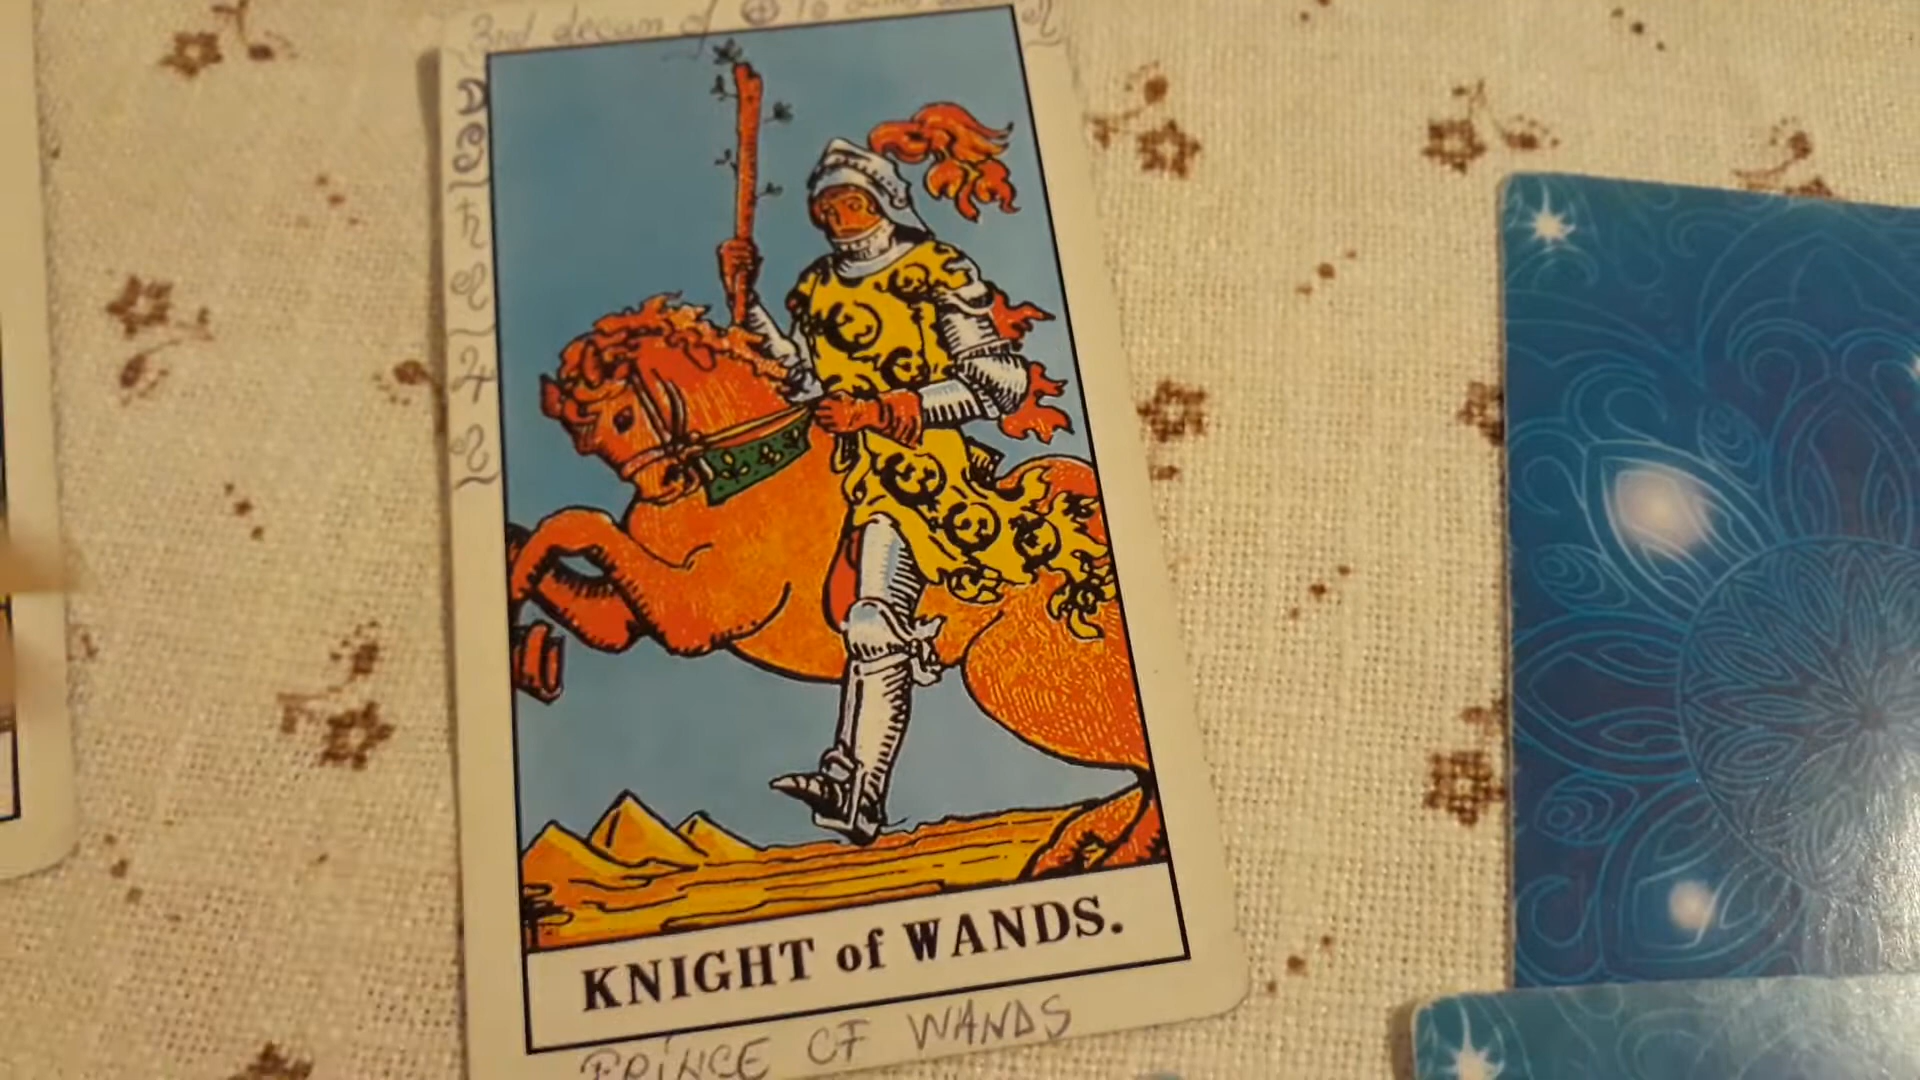 3rd decan of
☽ ♋
♄ ♌
♃ ♌
KNIGHT of WANDS.
PRINCE OF WANDS